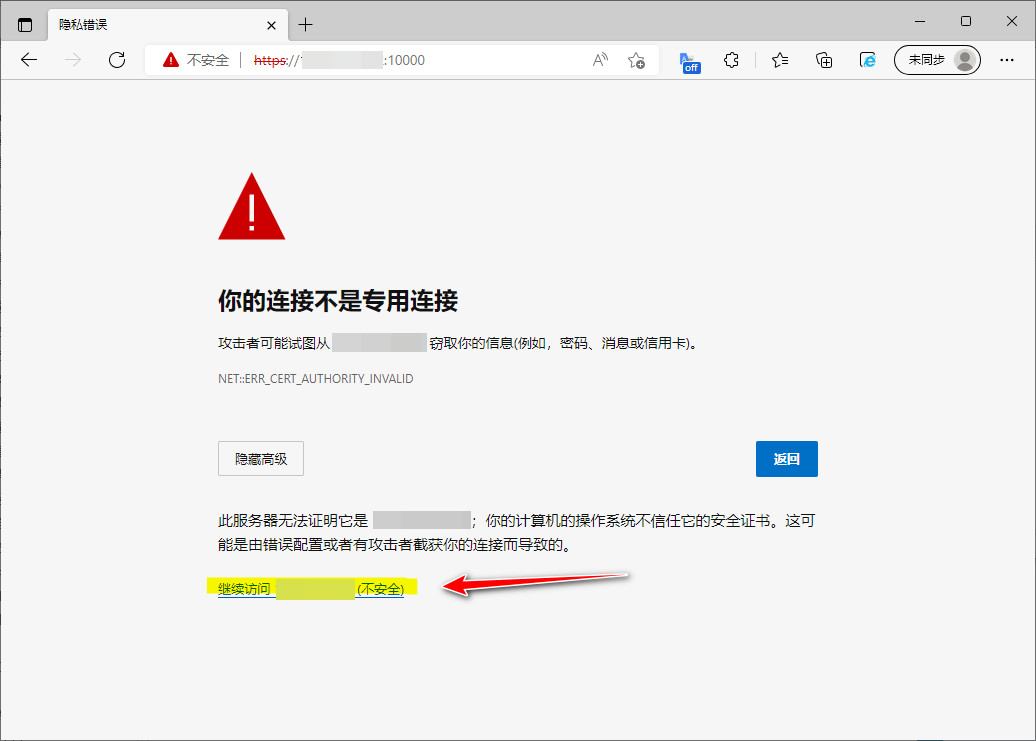 隐私错误
不安全 https:// :10000
off
未同步
你的连接不是专用连接
攻击者可能试图从 窃取你的信息(例如，密码、消息或信用卡)。
NET::ERR_CERT_AUTHORITY_INVALID
隐藏高级
返回
此服务器无法证明它是 ；你的计算机的操作系统不信任它的安全证书。这可
能是由错误配置或者有攻击者截获你的连接而导致的。
继续访问 (不安全)